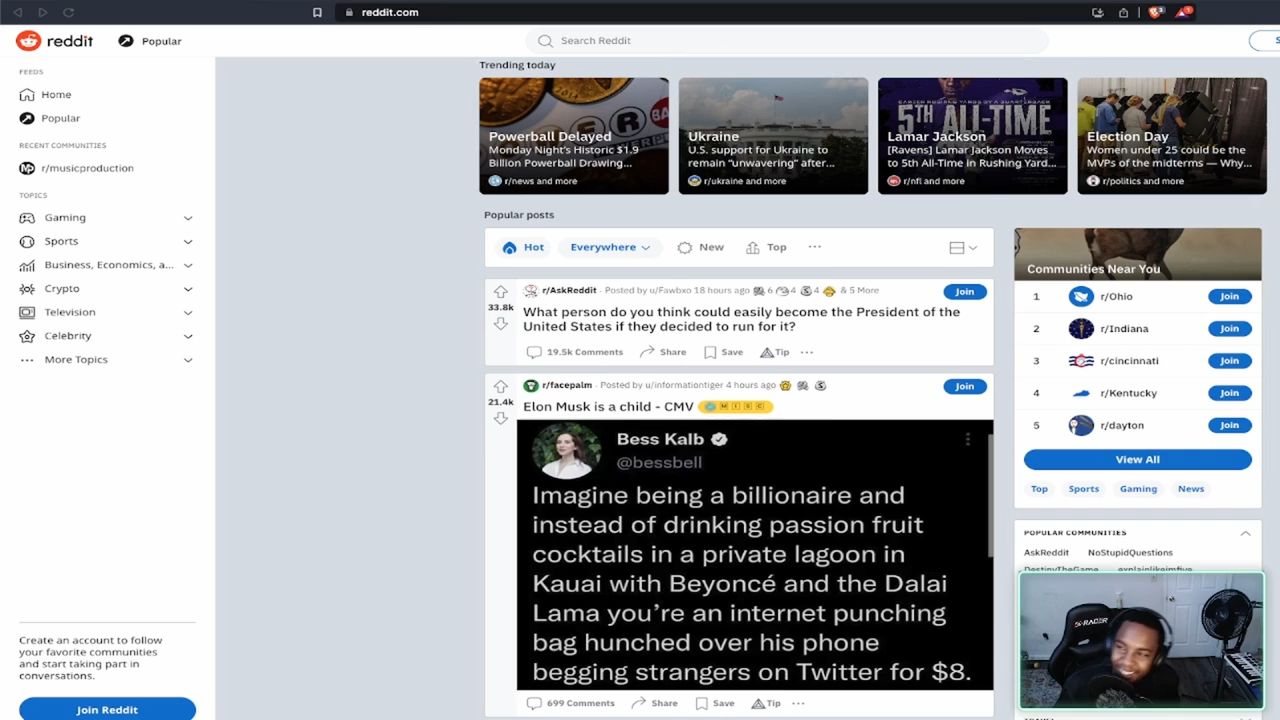 reddit.com
reddit
Popular
Search Reddit
FEEDS
Home
Popular
RECENT COMMUNITIES
r/musicproduction
TOPICS
Gaming
Sports
Business, Economics, a...
Crypto
Television
Celebrity
More Topics
Create an account to follow
your favorite communities
and start taking part in
conversations.
Join Reddit
Trending today
Powerball Delayed
Monday Night's Historic $1.9
Billion Powerball Drawing...
r/news and more
Ukraine
U.S. support for Ukraine to
remain "unwavering" after...
r/ukraine and more
5TH ALL-TIME
Lamar Jackson
[Ravens] Lamar Jackson Moves
to 5th All-Time in Rushing Yard...
r/nfl and more
Election Day
Women under 25 could be the
MVPs of the midterms — Why...
r/politics and more
Popular posts
Hot
Everywhere
New
Top
33.8k
r/AskReddit · Posted by u/Fawbxo 18 hours ago 6 4 4 & 5 More
Join
What person do you think could easily become the President of the
United States if they decided to run for it?
19.5k Comments
Share
Save
Tip
21.4k
r/facepalm · Posted by u/informationtiger 4 hours ago
Join
Elon Musk is a child - CMV MISC
Bess Kalb
@bessbell
Imagine being a billionaire and
instead of drinking passion fruit
cocktails in a private lagoon in
Kauai with Beyoncé and the Dalai
Lama you're an internet punching
bag hunched over his phone
begging strangers on Twitter for $8.
699 Comments
Share
Save
Tip
Communities Near You
1 r/Ohio Join
2 r/Indiana Join
3 r/cincinnati Join
4 r/Kentucky Join
5 r/dayton Join
View All
Top Sports Gaming News
POPULAR COMMUNITIES
AskReddit NoStupidQuestions
DestinyTheGame explainlikeimfive